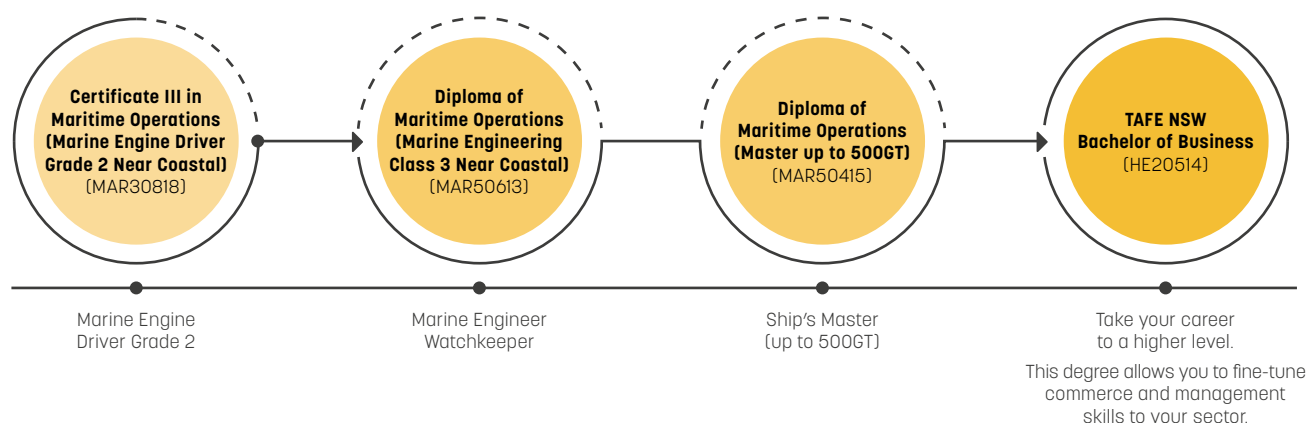 Certificate III in
Maritime Operations
(Marine Engine Driver
Grade 2 Near Coastal)
(MAR30818)
Diploma of
Maritime Operations
(Marine Engineering
Class 3 Near Coastal)
(MAR50613)
Diploma of
Maritime Operations
(Master up to 500GT)
(MAR50415)
TAFE NSW
Bachelor of Business
(HE20514)
Marine Engine
Driver Grade 2
Marine Engineer
Watchkeeper
Ship's Master
(up to 500GT)
Take your career
to a higher level.
This degree allows you to fine-tune
commerce and management
skills to your sector.